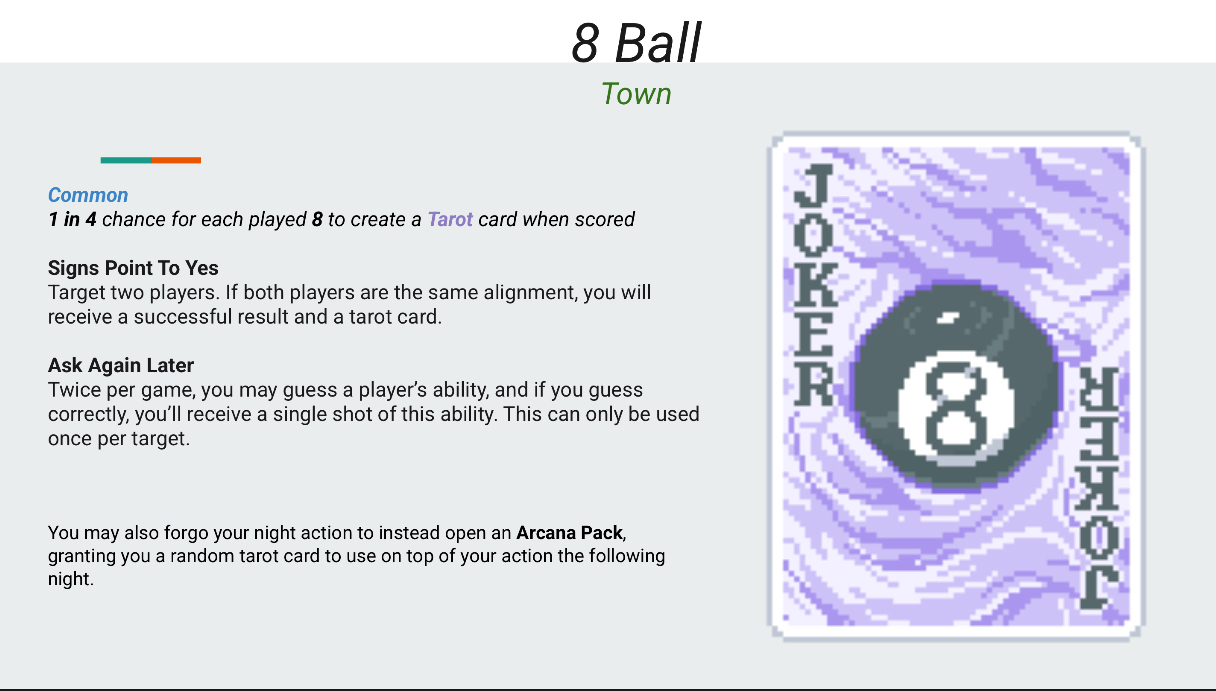 8 Ball
Town
Common
1 in 4 chance for each played 8 to create a Tarot card when scored
Signs Point To Yes
Target two players. If both players are the same alignment, you will
receive a successful result and a tarot card.
Ask Again Later
Twice per game, you may guess a player’s ability, and if you guess
correctly, you’ll receive a single shot of this ability. This can only be used
once per target.
You may also forgo your night action to instead open an Arcana Pack,
granting you a random tarot card to use on top of your action the following
night.
JOKER
8
JOKER